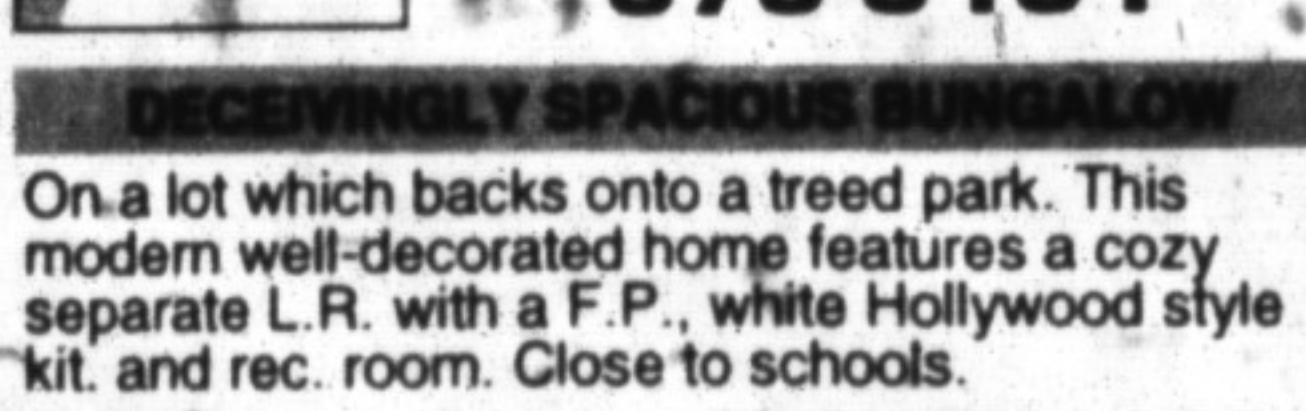 DECEIVINGLY SPACIOUS BUNGALOW
On a lot which backs onto a treed park. This
modern well-decorated home features a cozy
separate L.R. with a F.P., white Hollywood style
kit. and rec. room. Close to schools.